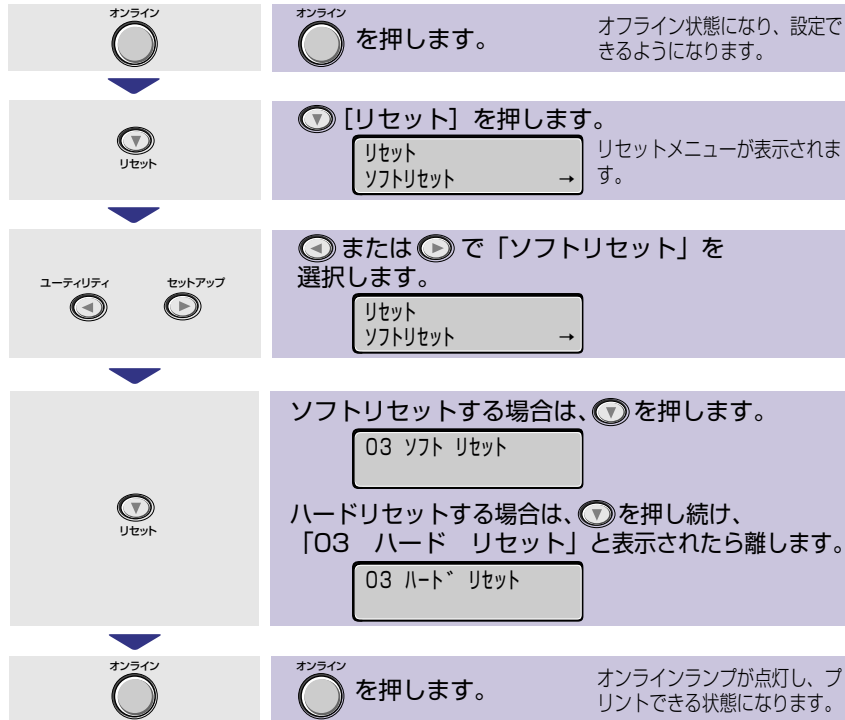 オンライン
オンライン
を押します。
オフライン状態になり、設定で
きるようになります。
リセット
[リセット] を押します。
リセット
ソフトリセット →
リセットメニューが表示されま
す。
ユーティリティ セットアップ
または で「ソフトリセット」を
選択します。
リセット
ソフトリセット →
リセット
ソフトリセットする場合は、 を押します。
03 ソフト リセット
ハードリセットする場合は、 を押し続け、
「03 ハード リセット」と表示されたら離します。
03 ハード リセット
オンライン
オンライン
を押します。
オンラインランプが点灯し、プ
リントできる状態になります。